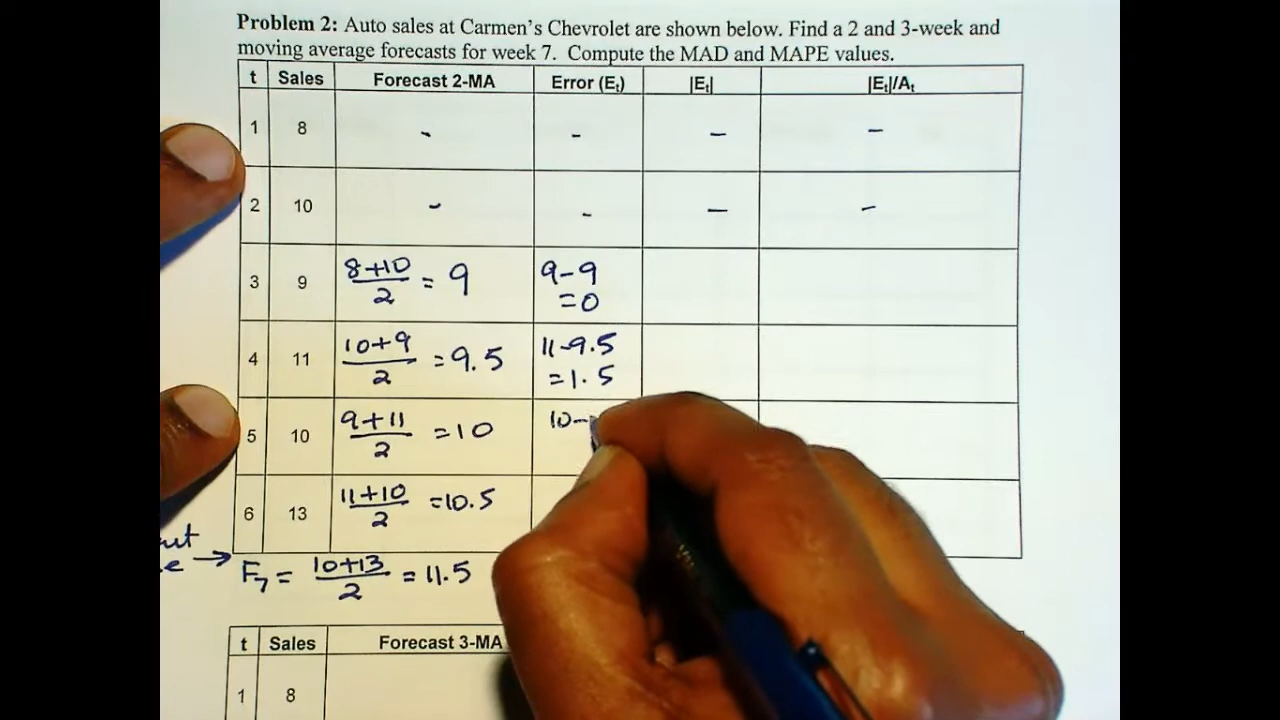 Problem 2: Auto sales at Carmen's Chevrolet are shown below. Find a 2 and 3-week and
moving average forecasts for week 7. Compute the MAD and MAPE values.
t Sales Forecast 2-MA Error (Et) |Et| |Et|/At
1 8 - - - -
2 10 - - - -
3 9 8+10/2 = 9 9-9 =0
4 11 10+9/2 =9.5 11-9.5 =1.5
5 10 9+11/2 =10 10-
6 13 11+10/2 =10.5
F7 = 10+13/2 = 11.5
t Sales Forecast 3-MA
1 8